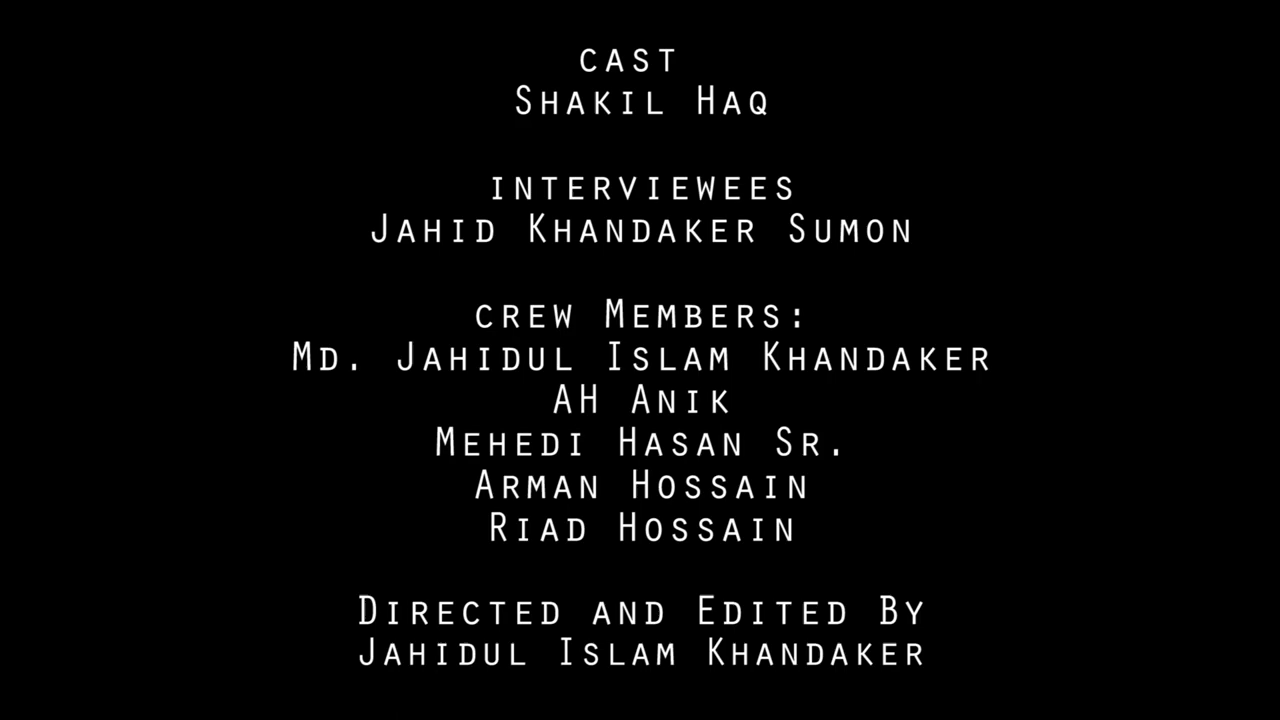 CAST
SHAKIL HAQ
INTERVIEWEES
JAHID KHANDAKER SUMON
CREW MEMBERS:
MD. JAHIDUL ISLAM KHANDAKER
AH ANIK
MEHEDI HASAN SR.
ARMAN HOSSAIN
RIAD HOSSAIN
DIRECTED AND EDITED BY
JAHIDUL ISLAM KHANDAKER